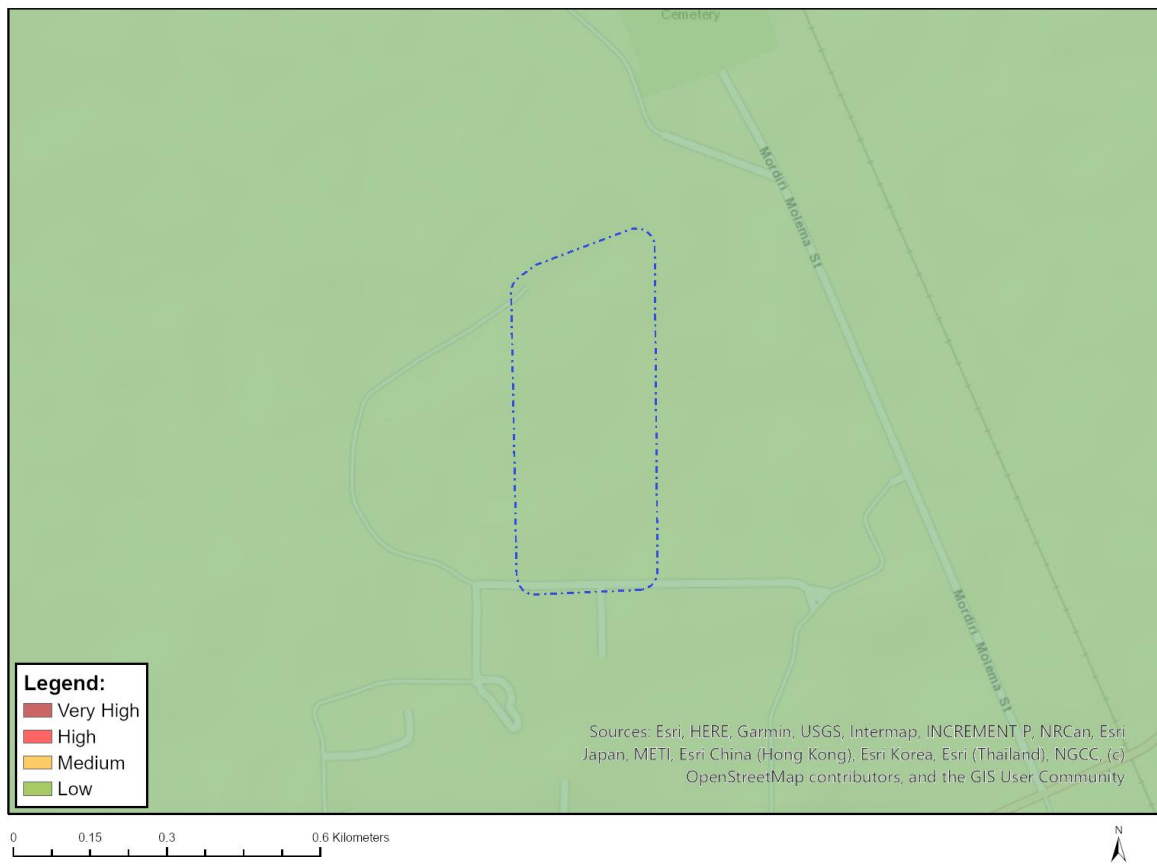 Cemetery
Mordiri Molema St
Mordiri Molema St
Legend:
Very High
High
Medium
Low
Sources: Esri, HERE, Garmin, USGS, Intermap, INCREMENT P, NRCan, Esri
Japan, METI, Esri China (Hong Kong), Esri Korea, Esri (Thailand), NGCC, (c)
OpenStreetMap contributors, and the GIS User Community
0 0.15 0.3 0.6 Kilometers
N